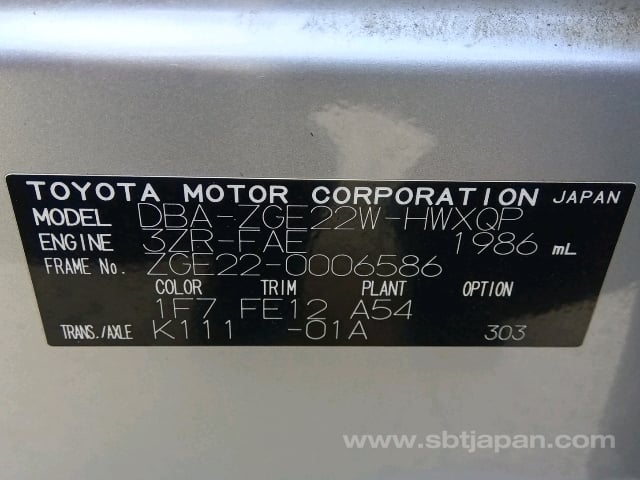 TOYOTA MOTOR CORPORATION JAPAN
MODEL DBA-ZGE22W-HWXQP
ENGINE 3ZR-FAE 1986 mL
FRAME No. ZGE22-0006586
COLOR TRIM PLANT OPTION
1F7 FE12 A54
TRANS./AXLE K111 -01A 303
www.sbtjapan.com